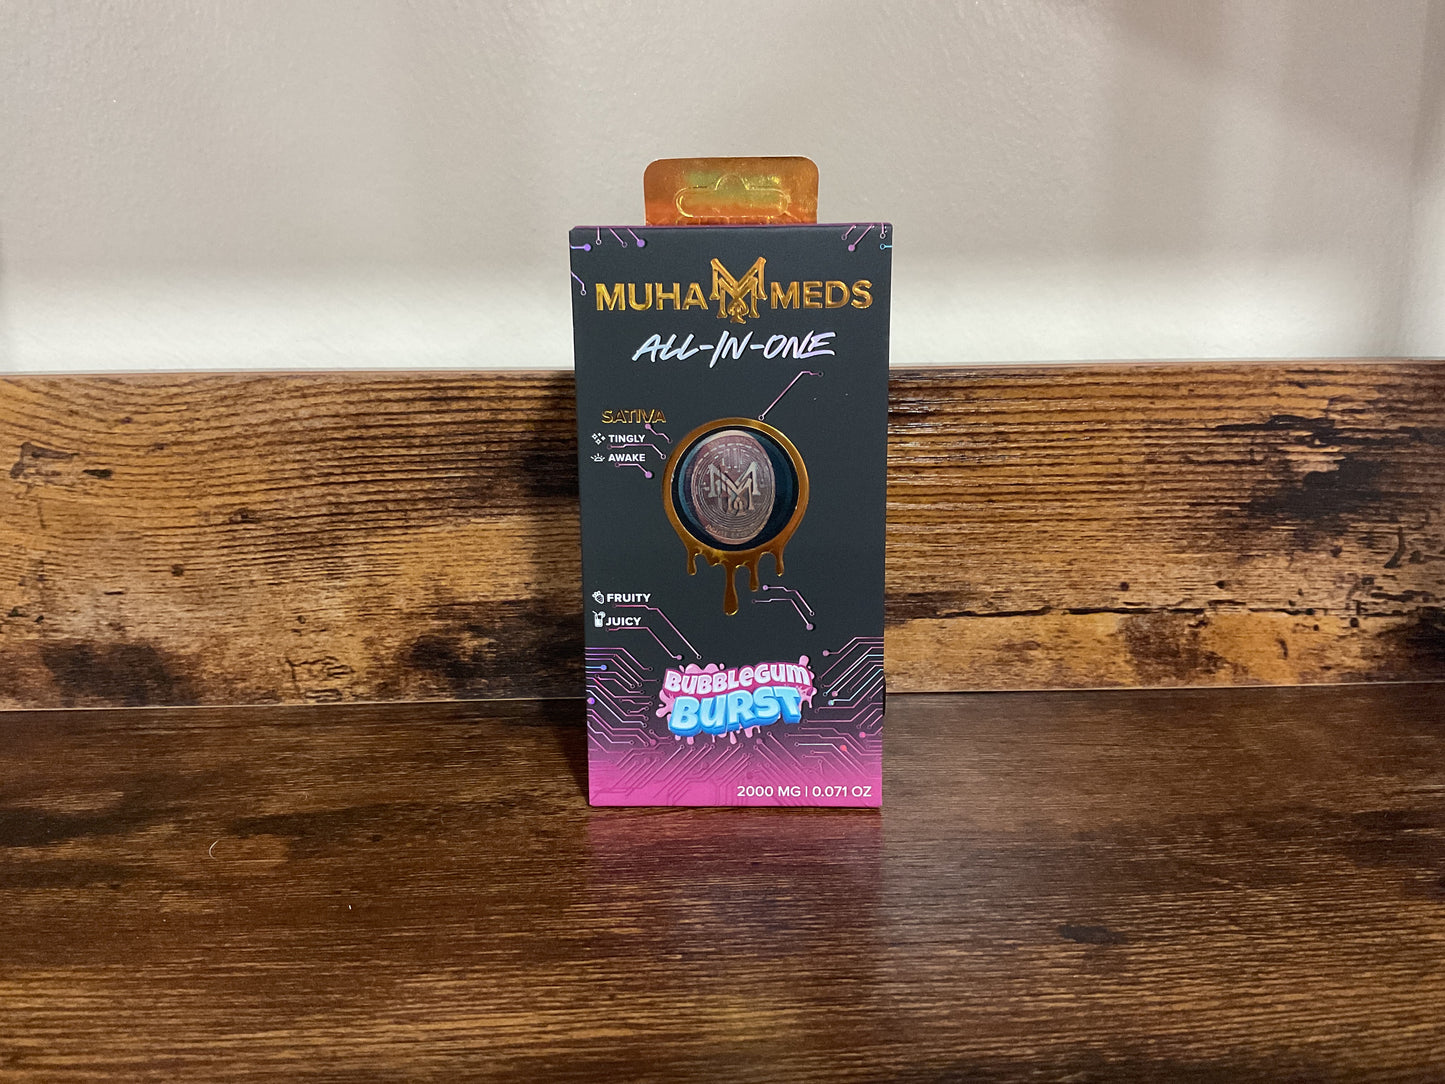 MUHA MEDS
ALL-IN-ONE
SATIVA
TINGLY
AWAKE
FRUITY
JUICY
BUBBLEGUM
BURST
2000 MG | 0.071 OZ